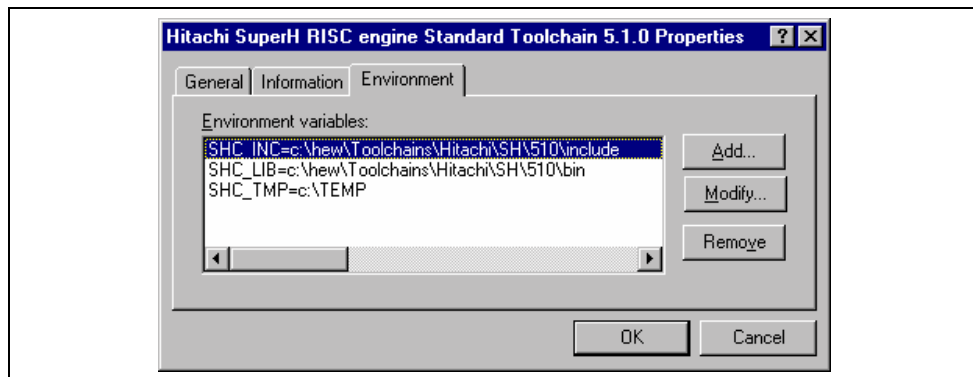 Hitachi SuperH RISC engine Standard Toolchain 5.1.0 Properties
General Information Environment
Environment variables:
SHC_INC=c:\hew\Toolchains\Hitachi\SH\510\include
SHC_LIB=c:\hew\Toolchains\Hitachi\SH\510\bin
SHC_TMP=c:\TEMP
Add...
Modify...
Remove
OK Cancel